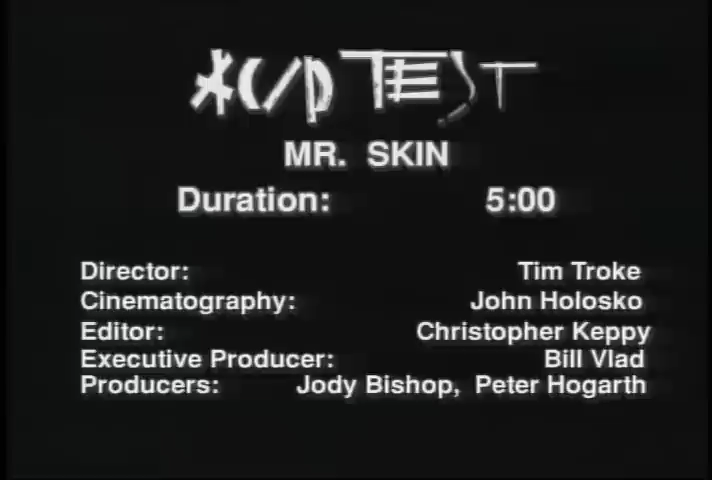 ACID TEST
MR. SKIN
Duration: 5:00
Director: Tim Troke
Cinematography: John Holosko
Editor: Christopher Keppy
Executive Producer: Bill Vlad
Producers: Jody Bishop, Peter Hogarth